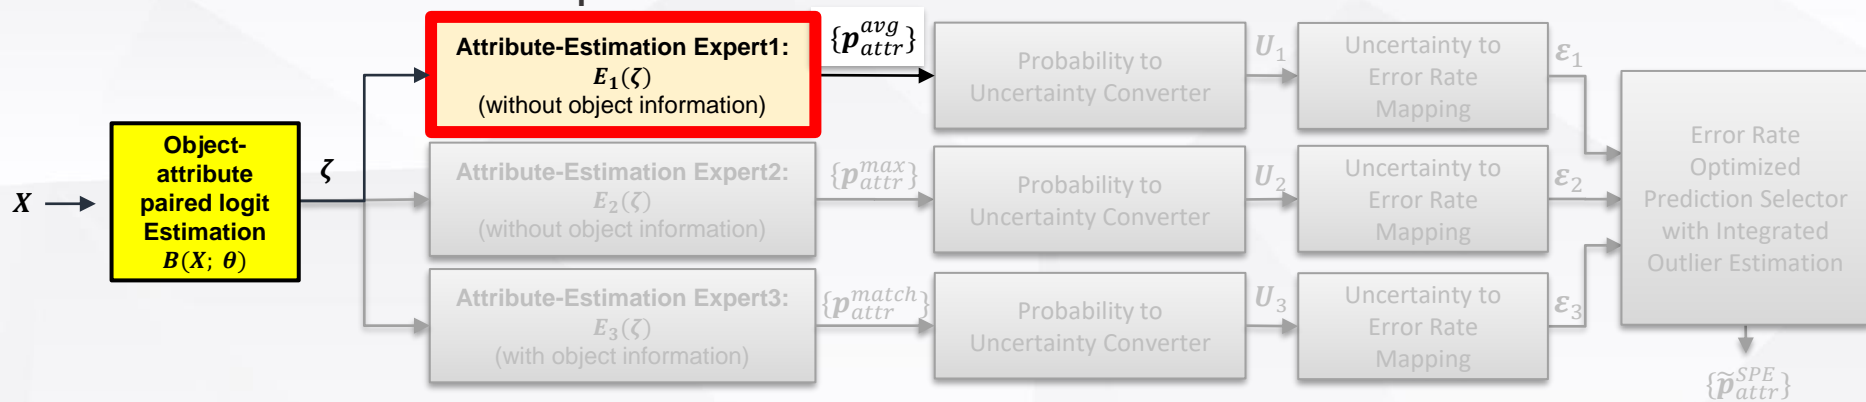 X
Object-
attribute
paired logit
Estimation
B(X; θ)
ζ
Attribute-Estimation Expert1:
E₁(ζ)
(without object information)
{p_attr^avg}
Probability to
Uncertainty Converter
U₁
Uncertainty to
Error Rate
Mapping
ε₁
Attribute-Estimation Expert2:
E₂(ζ)
(without object information)
{p_attr^max}
Probability to
Uncertainty Converter
U₂
Uncertainty to
Error Rate
Mapping
ε₂
Attribute-Estimation Expert3:
E₃(ζ)
(with object information)
{p_attr^match}
Probability to
Uncertainty Converter
U₃
Uncertainty to
Error Rate
Mapping
ε₃
Error Rate
Optimized
Prediction Selector
with Integrated
Outlier Estimation
{p̃_attr^SPE}